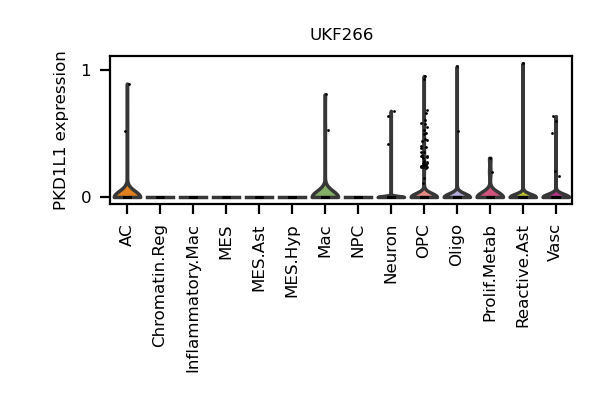 UKF266
PKD1L1 expression
1
0
AC
Chromatin.Reg
Inflammatory.Mac
MES
MES.Ast
MES.Hyp
Mac
NPC
Neuron
OPC
Oligo
Prolif.Metab
Reactive.Ast
Vasc